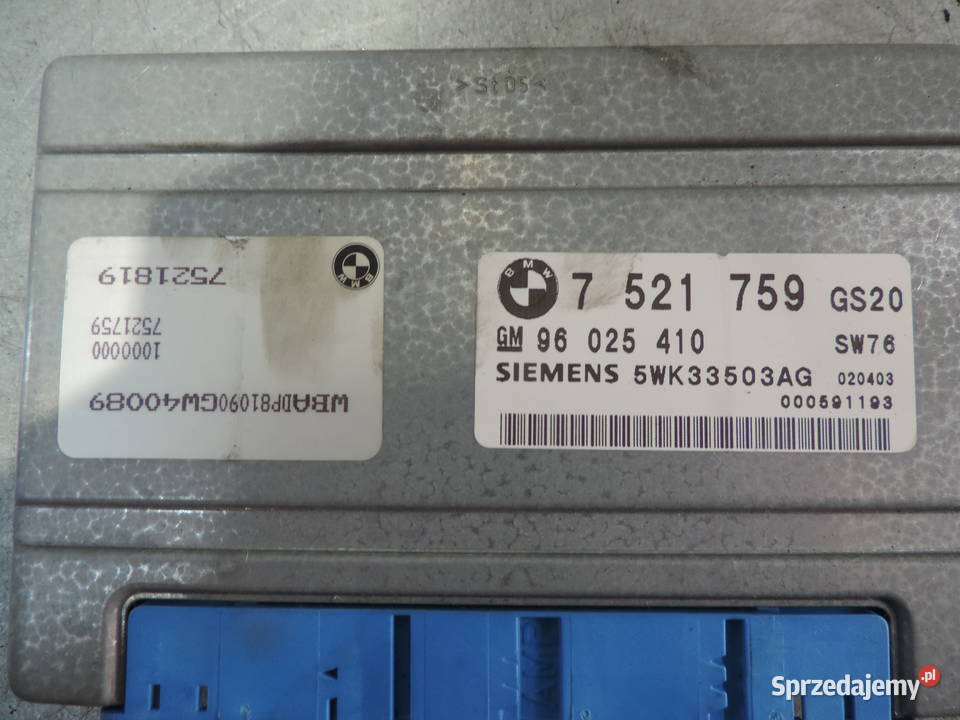 WBADP81090GW40089
1000000
7521759
7521819
BMW
BMW
7 521 759 GS20
GM 96 025 410 SW76
SIEMENS 5WK33503AG 020403
000591193
Sprzedajemy.pl